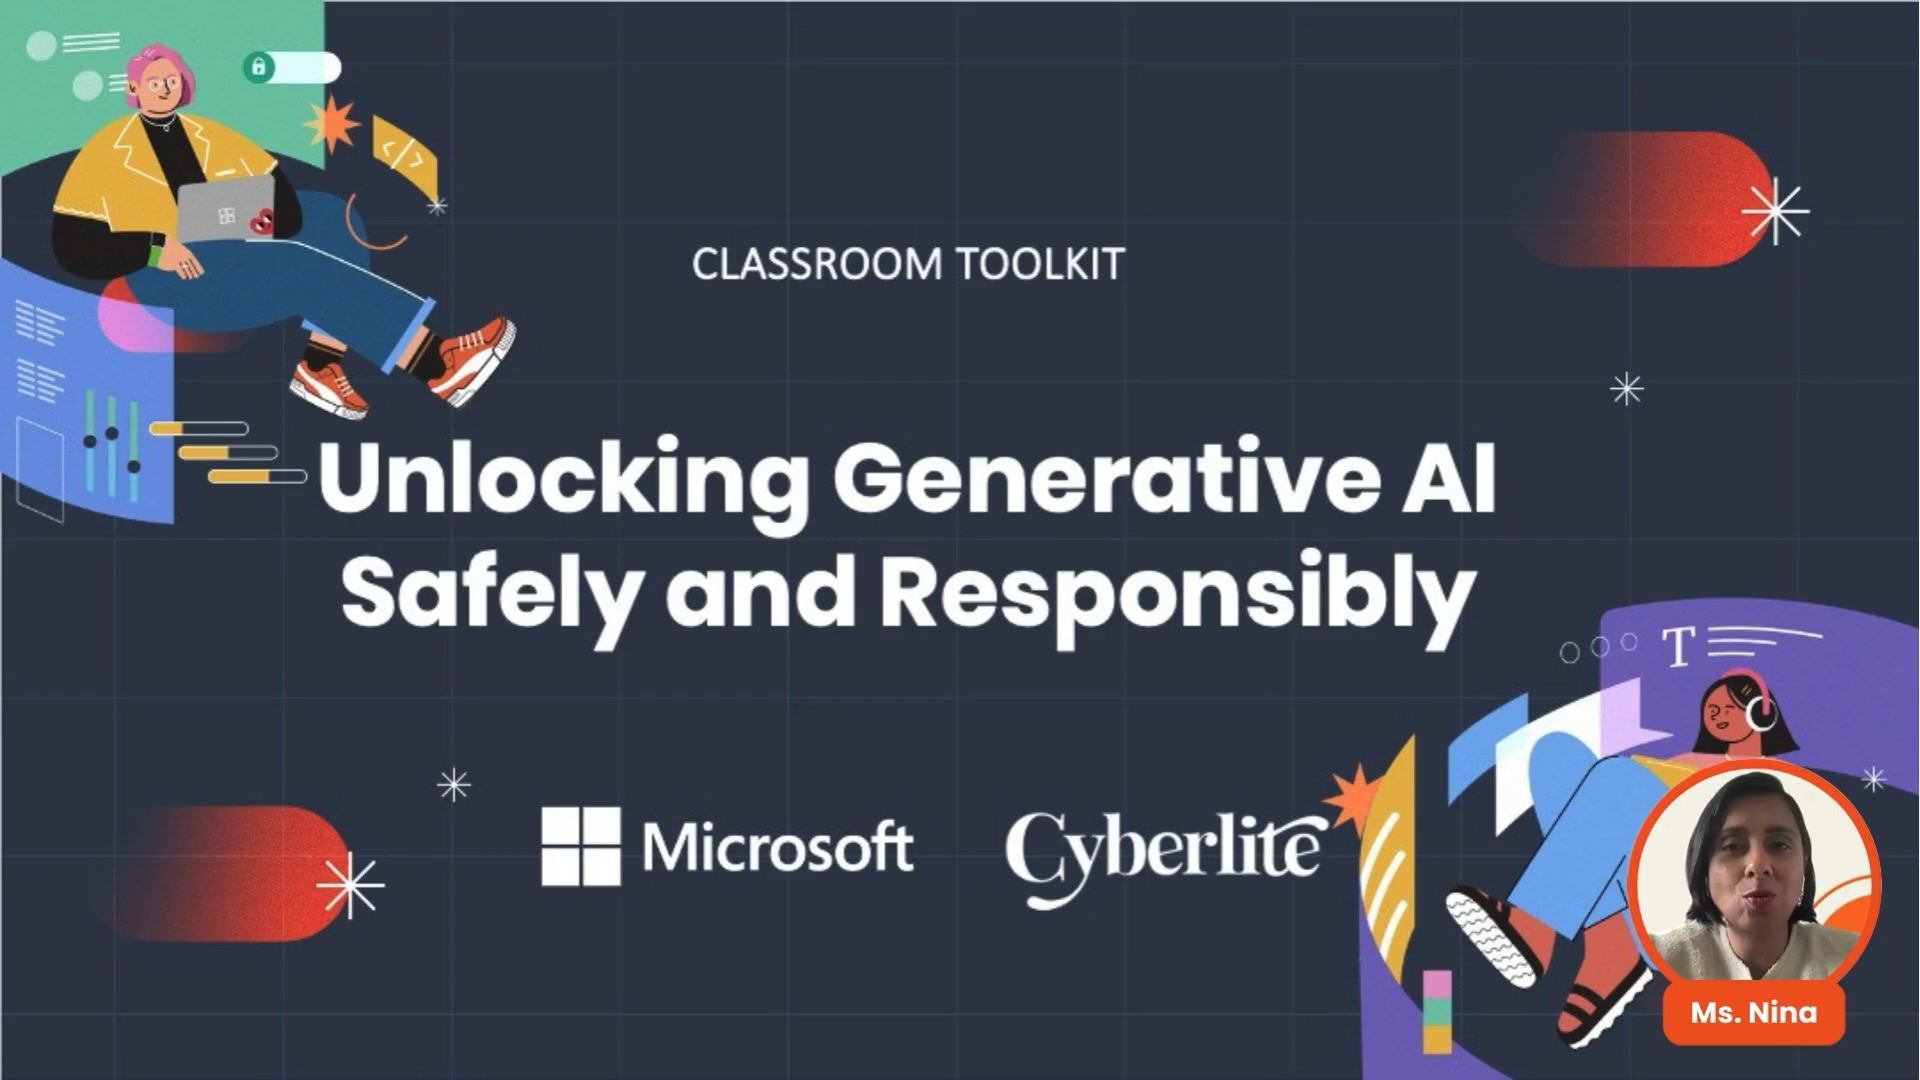 CLASSROOM TOOLKIT
Unlocking Generative AI
Safely and Responsibly
T
</>
Microsoft
Cyberlite
Ms. Nina